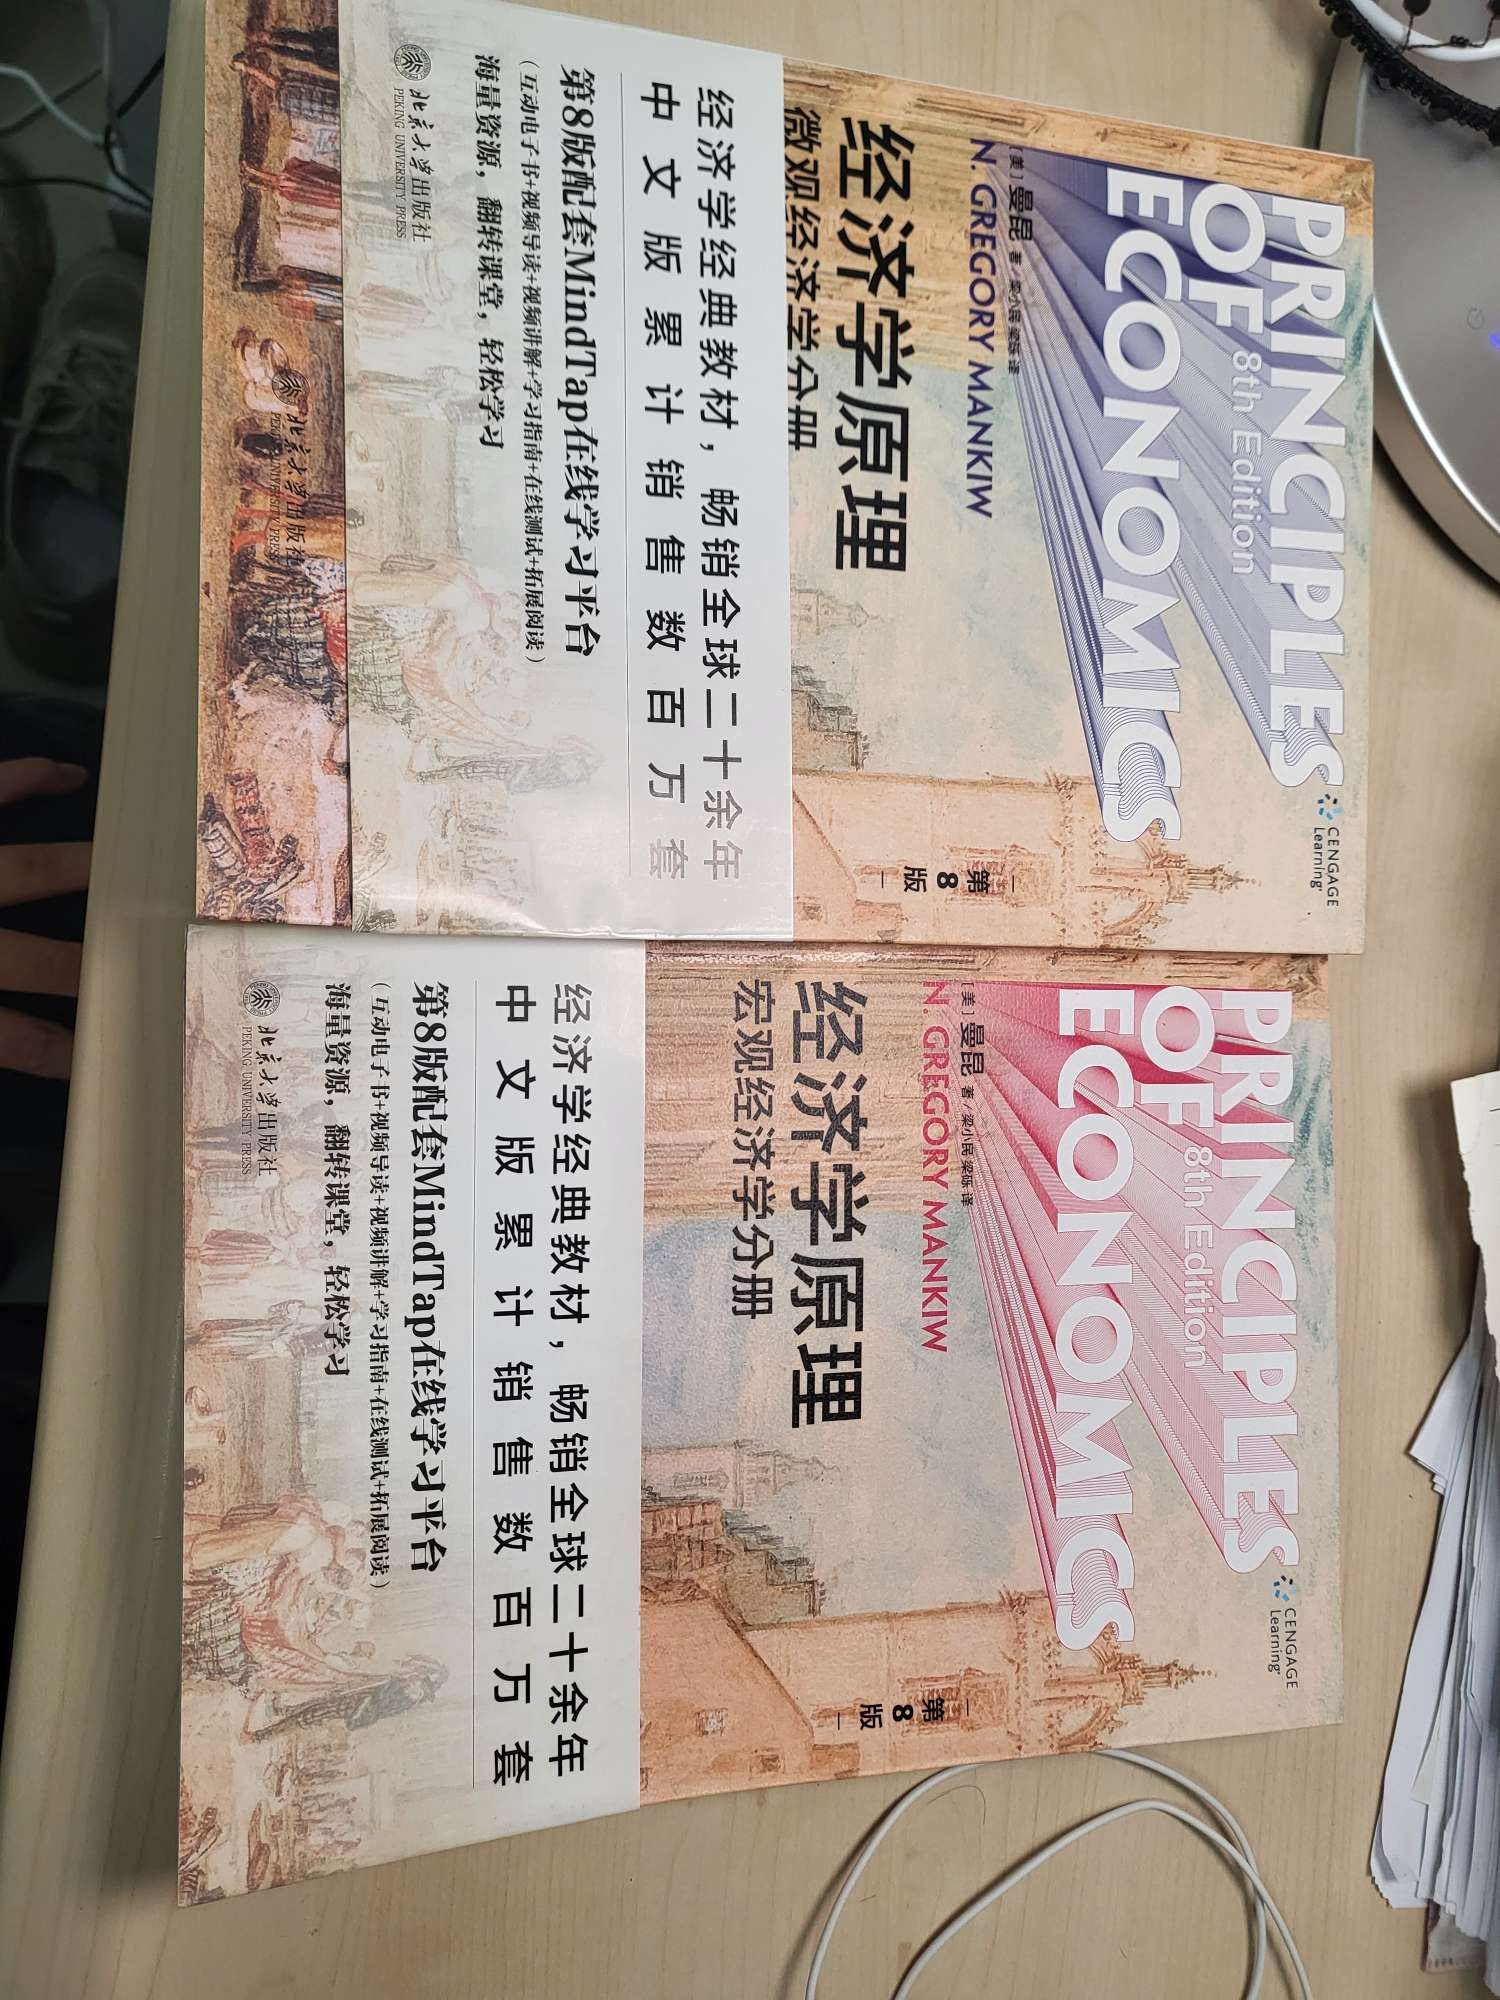 PRINCIPLES
OF 8th Edition
ECONOMICS
CENGAGE
Learning®
[美] 曼昆 著 / 梁小民 梁砾 译
N. GREGORY MANKIW
经济学原理
微观经济学分册
第
8
版
经济学经典教材，畅销全球二十余年
中文版累计销售数百万套
第8版配套MindTap在线学习平台
（互动电子书+视频导读+视频讲解+学习指南+在线测试+拓展阅读）
海量资源，翻转课堂，轻松学习
北京大学出版社
PEKING UNIVERSITY PRESS
北京大学出版社
PEKING UNIVERSITY PRESS
PRINCIPLES
OF 8th Edition
ECONOMICS
CENGAGE
Learning®
[美] 曼昆 著 / 梁小民 梁砾 译
N. GREGORY MANKIW
经济学原理
宏观经济学分册
第
8
版
经济学经典教材，畅销全球二十余年
中文版累计销售数百万套
第8版配套MindTap在线学习平台
（互动电子书+视频导读+视频讲解+学习指南+在线测试+拓展阅读）
海量资源，翻转课堂，轻松学习
北京大学出版社
PEKING UNIVERSITY PRESS